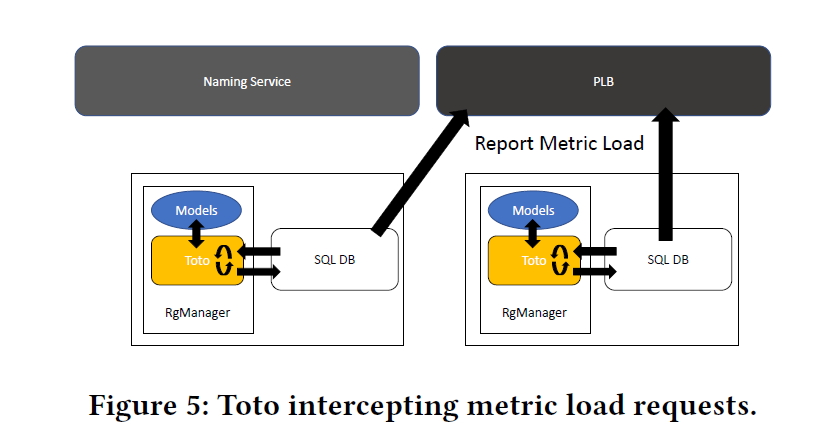 Naming Service
PLB
Report Metric Load
Models
Toto
SQL DB
RgManager
Models
Toto
SQL DB
RgManager
Figure 5: Toto intercepting metric load requests.